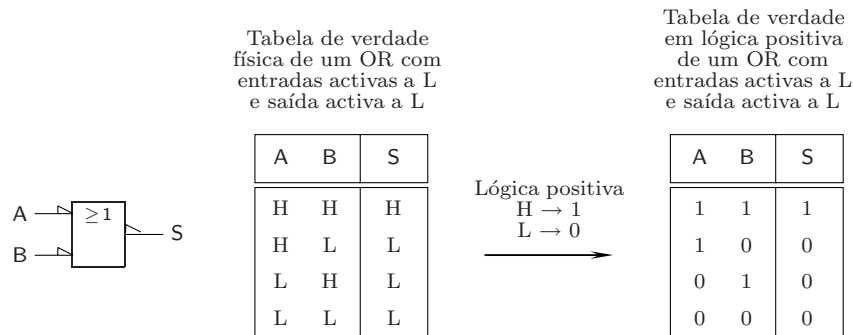 Tabela de verdade
física de um OR com
entradas activas a L
e saída activa a L
Tabela de verdade
em lógica positiva
de um OR com
entradas activas a L
e saída activa a L
A
B
≥1
S
A B S
H H H
H L L
L H L
L L L
Lógica positiva
H → 1
L → 0
A B S
1 1 1
1 0 0
0 1 0
0 0 0